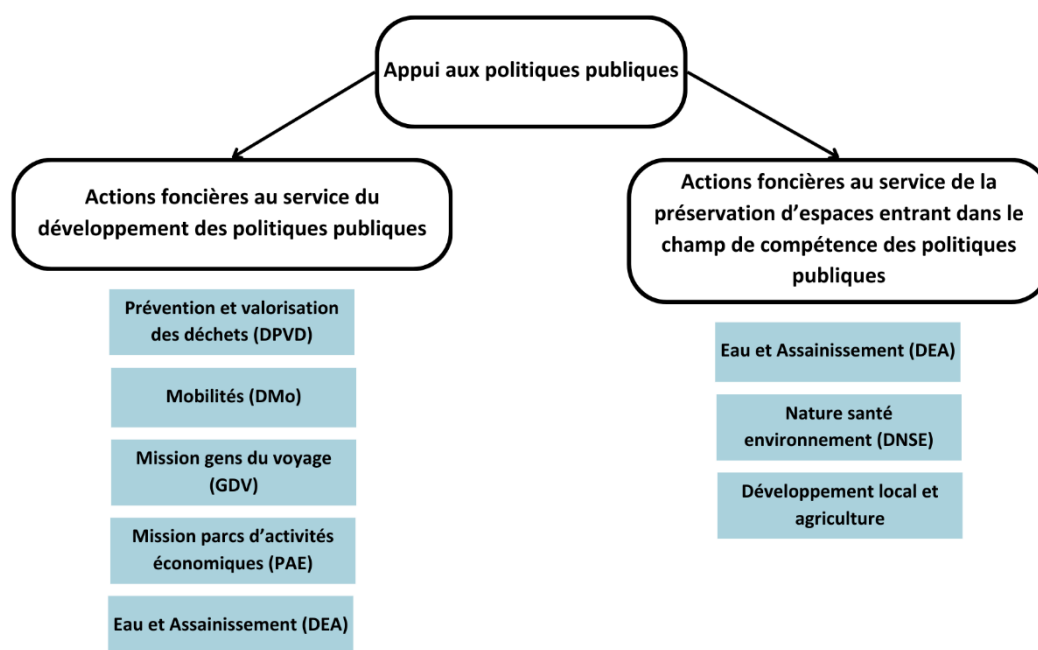 Appui aux politiques publiques
Actions foncières au service du
développement des politiques publiques
Prévention et valorisation
des déchets (DPVD)
Mobilités (DMo)
Mission gens du voyage
(GDV)
Mission parcs d’activités
économiques (PAE)
Eau et Assainissement (DEA)
Actions foncières au service de la
préservation d’espaces entrant dans le
champ de compétence des politiques
publiques
Eau et Assainissement (DEA)
Nature santé
environnement (DNSE)
Développement local et
agriculture